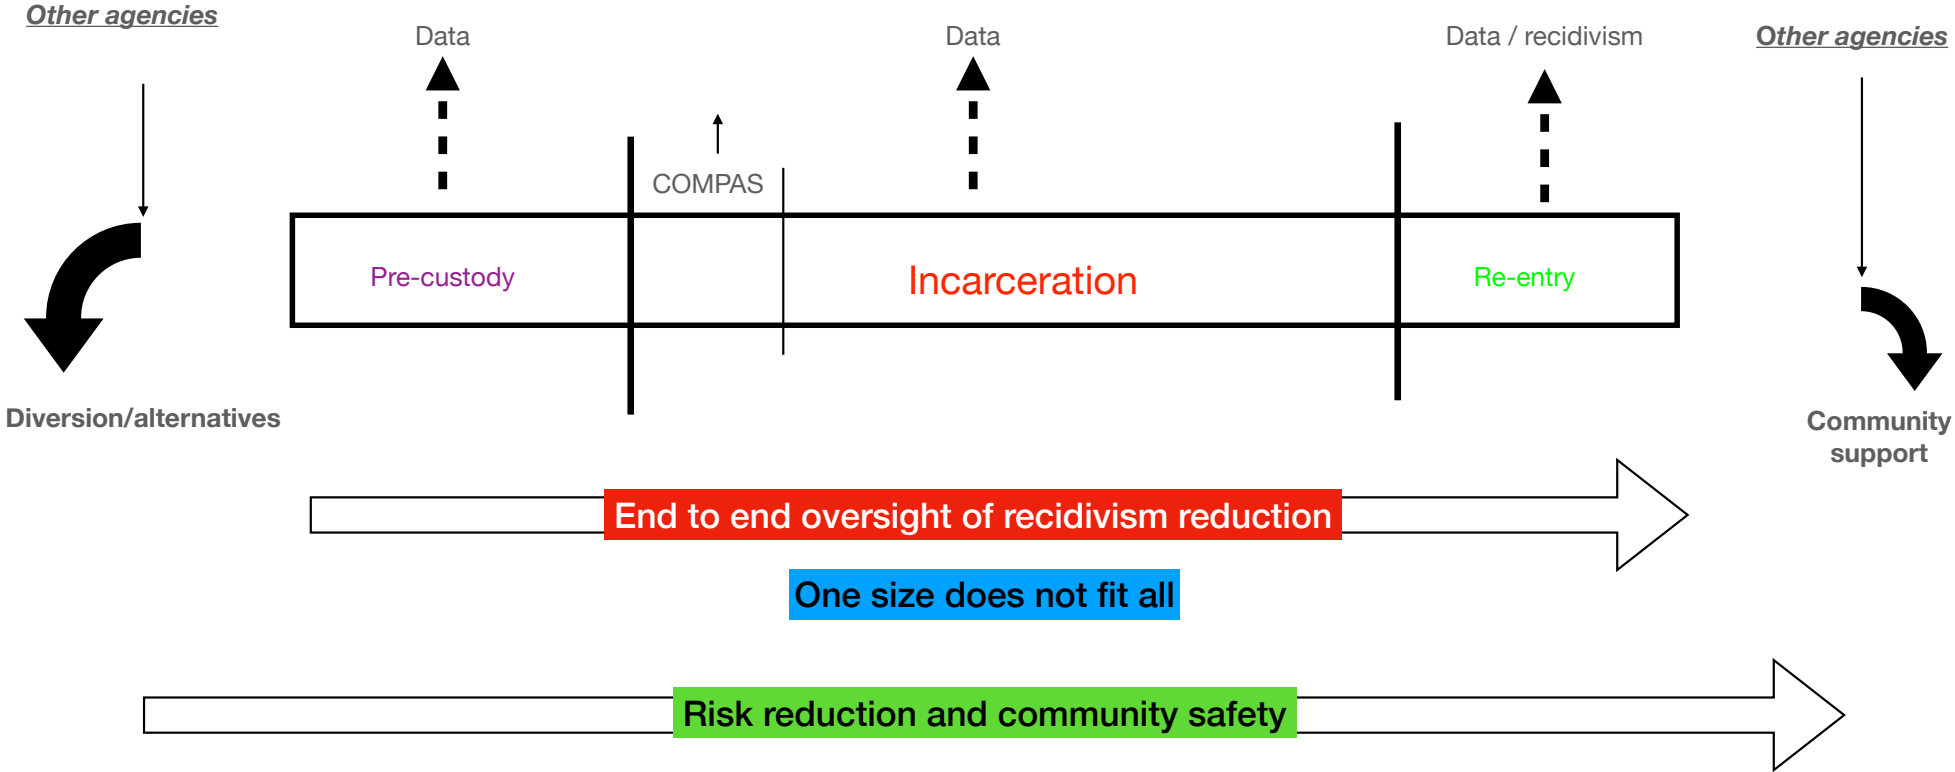 Other agencies
Data
Data
Data / recidivism
Other agencies
COMPAS
Pre-custody
Incarceration
Re-entry
Diversion/alternatives
Community
support
End to end oversight of recidivism reduction
One size does not fit all
Risk reduction and community safety